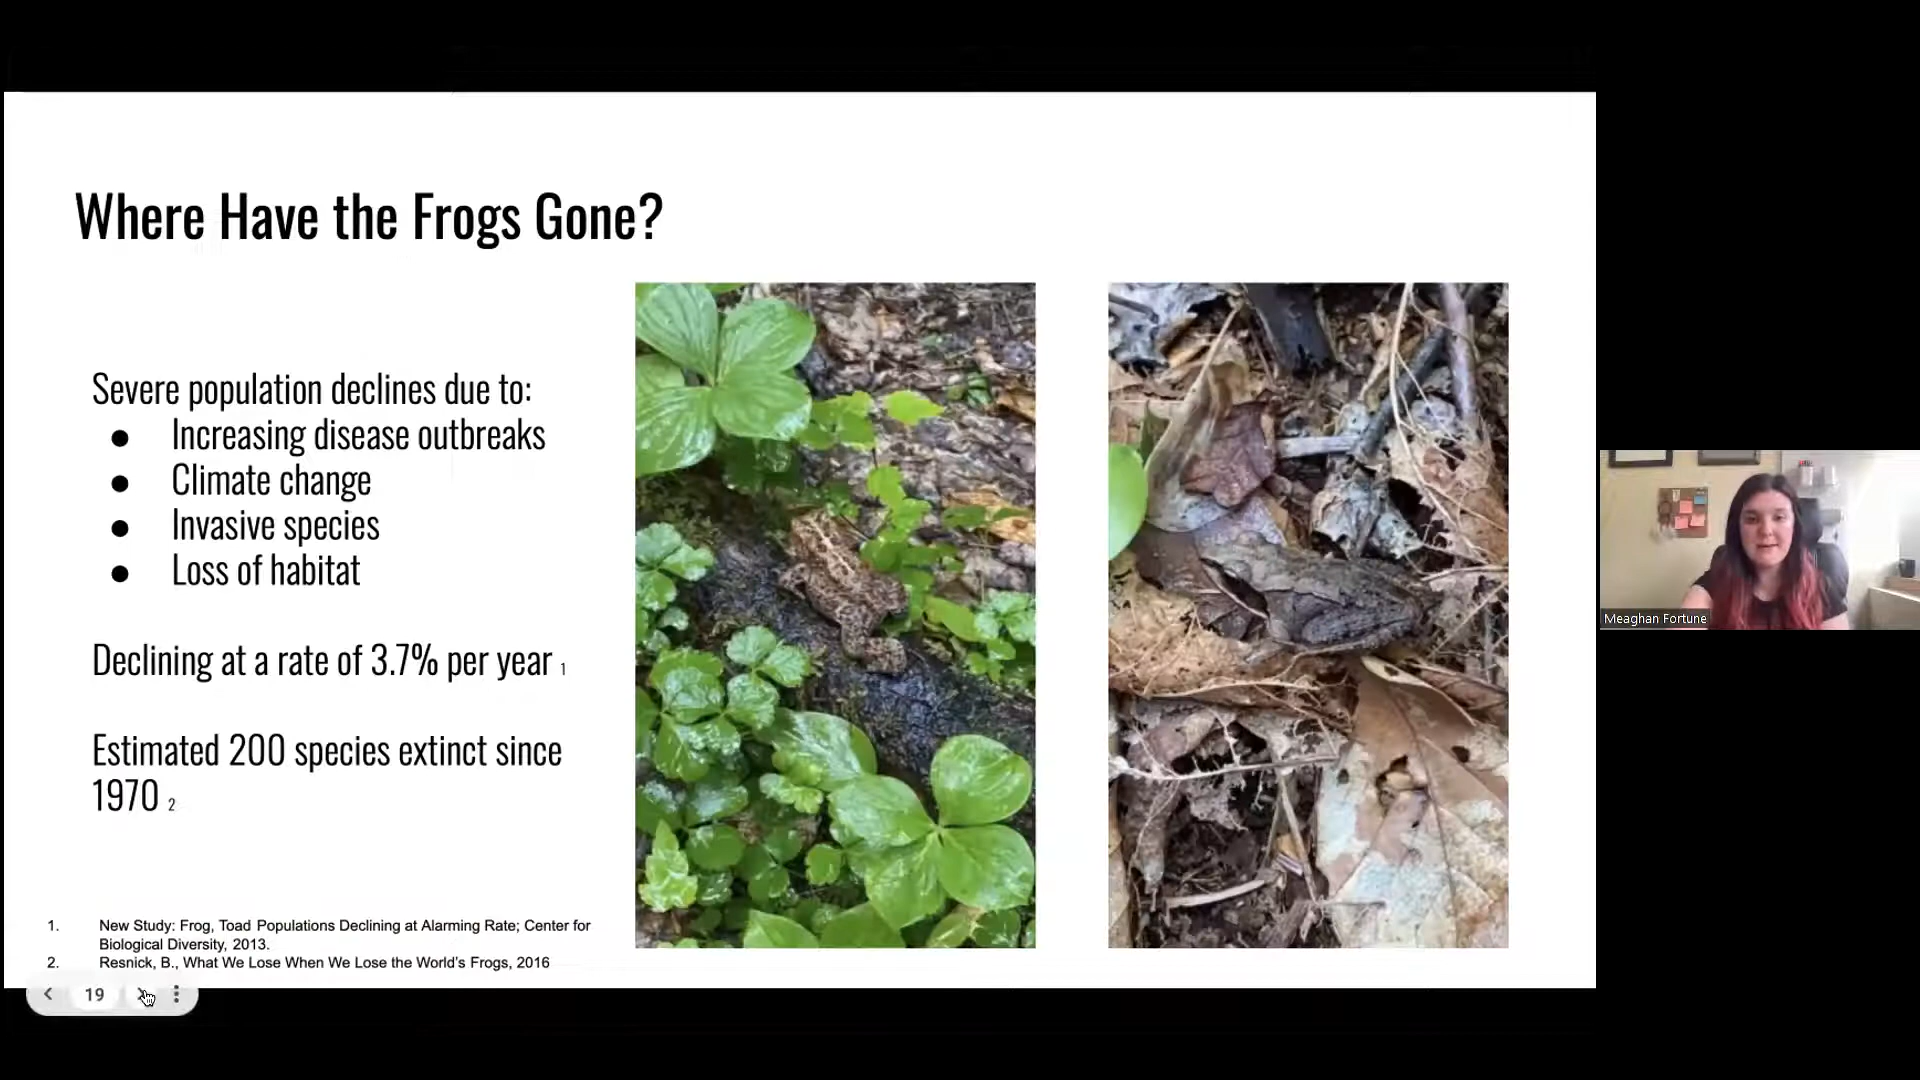 Where Have the Frogs Gone?
Severe population declines due to:
● Increasing disease outbreaks
● Climate change
● Invasive species
● Loss of habitat
Declining at a rate of 3.7% per year 1
Estimated 200 species extinct since
1970 2
1. New Study: Frog, Toad Populations Declining at Alarming Rate; Center for
Biological Diversity, 2013.
2. Resnick, B., What We Lose When We Lose the World's Frogs, 2016
19
Meaghan Fortune